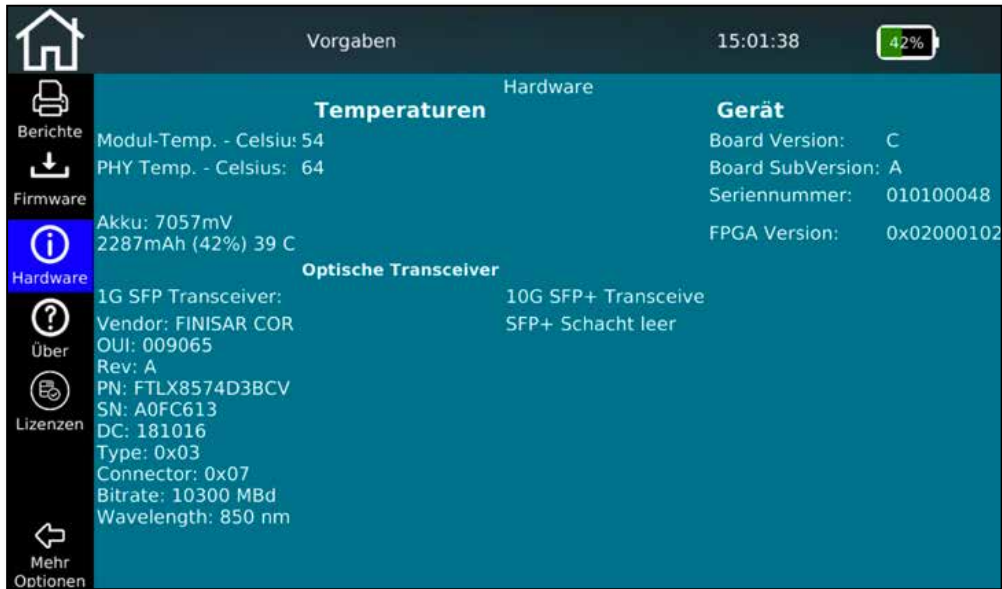 Vorgaben 15:01:38 42%
Berichte
Firmware
Hardware
Über
Lizenzen
Mehr
Optionen
Hardware
Temperaturen
Modul-Temp. - Celsius 54
PHY Temp. - Celsius: 64
Akku: 7057mV
2287mAh (42%) 39 C
Gerät
Board Version: C
Board SubVersion: A
Seriennummer: 010100048
FPGA Version: 0x02000102
Optische Transceiver
1G SFP Transceiver:
Vendor: FINISAR COR
OUI: 009065
Rev: A
PN: FTLX8574D3BCV
SN: A0FC613
DC: 181016
Type: 0x03
Connector: 0x07
Bitrate: 10300 MBd
Wavelength: 850 nm
10G SFP+ Transceive
SFP+ Schacht leer